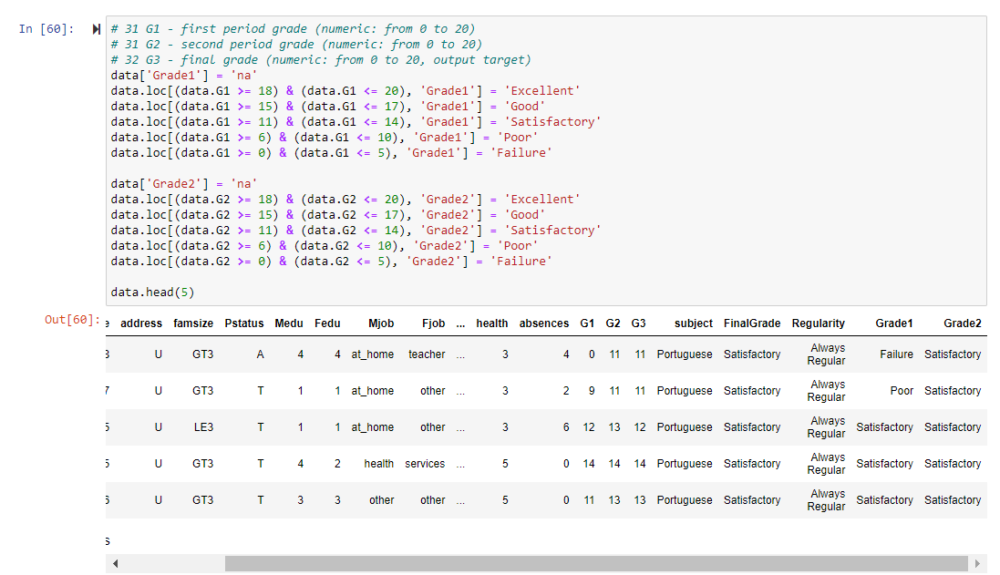 In [60]:
# 31 G1 - first period grade (numeric: from 0 to 20)
# 31 G2 - second period grade (numeric: from 0 to 20)
# 32 G3 - final grade (numeric: from 0 to 20, output target)
data['Grade1'] = 'na'
data.loc[(data.G1 >= 18) & (data.G1 <= 20), 'Grade1'] = 'Excellent'
data.loc[(data.G1 >= 15) & (data.G1 <= 17), 'Grade1'] = 'Good'
data.loc[(data.G1 >= 11) & (data.G1 <= 14), 'Grade1'] = 'Satisfactory'
data.loc[(data.G1 >= 6) & (data.G1 <= 10), 'Grade1'] = 'Poor'
data.loc[(data.G1 >= 0) & (data.G1 <= 5), 'Grade1'] = 'Failure'
data['Grade2'] = 'na'
data.loc[(data.G2 >= 18) & (data.G2 <= 20), 'Grade2'] = 'Excellent'
data.loc[(data.G2 >= 15) & (data.G2 <= 17), 'Grade2'] = 'Good'
data.loc[(data.G2 >= 11) & (data.G2 <= 14), 'Grade2'] = 'Satisfactory'
data.loc[(data.G2 >= 6) & (data.G2 <= 10), 'Grade2'] = 'Poor'
data.loc[(data.G2 >= 0) & (data.G2 <= 5), 'Grade2'] = 'Failure'
data.head(5)
Out[60]:
e address famsize Pstatus Medu Fedu Mjob Fjob ... health absences G1 G2 G3 subject FinalGrade Regularity Grade1 Grade2
U GT3 A 4 4 at_home teacher ... 3 4 0 11 11 Portuguese Satisfactory Always Regular Failure Satisfactory
7 U GT3 T 1 1 at_home other ... 3 2 9 11 11 Portuguese Satisfactory Always Regular Poor Satisfactory
5 U LE3 T 1 1 at_home other ... 3 6 12 13 12 Portuguese Satisfactory Always Regular Satisfactory Satisfactory
5 U GT3 T 4 2 health services ... 5 0 14 14 14 Portuguese Satisfactory Always Regular Satisfactory Satisfactory
U GT3 T 3 3 other other ... 5 0 11 13 13 Portuguese Satisfactory Always Regular Satisfactory Satisfactory
s